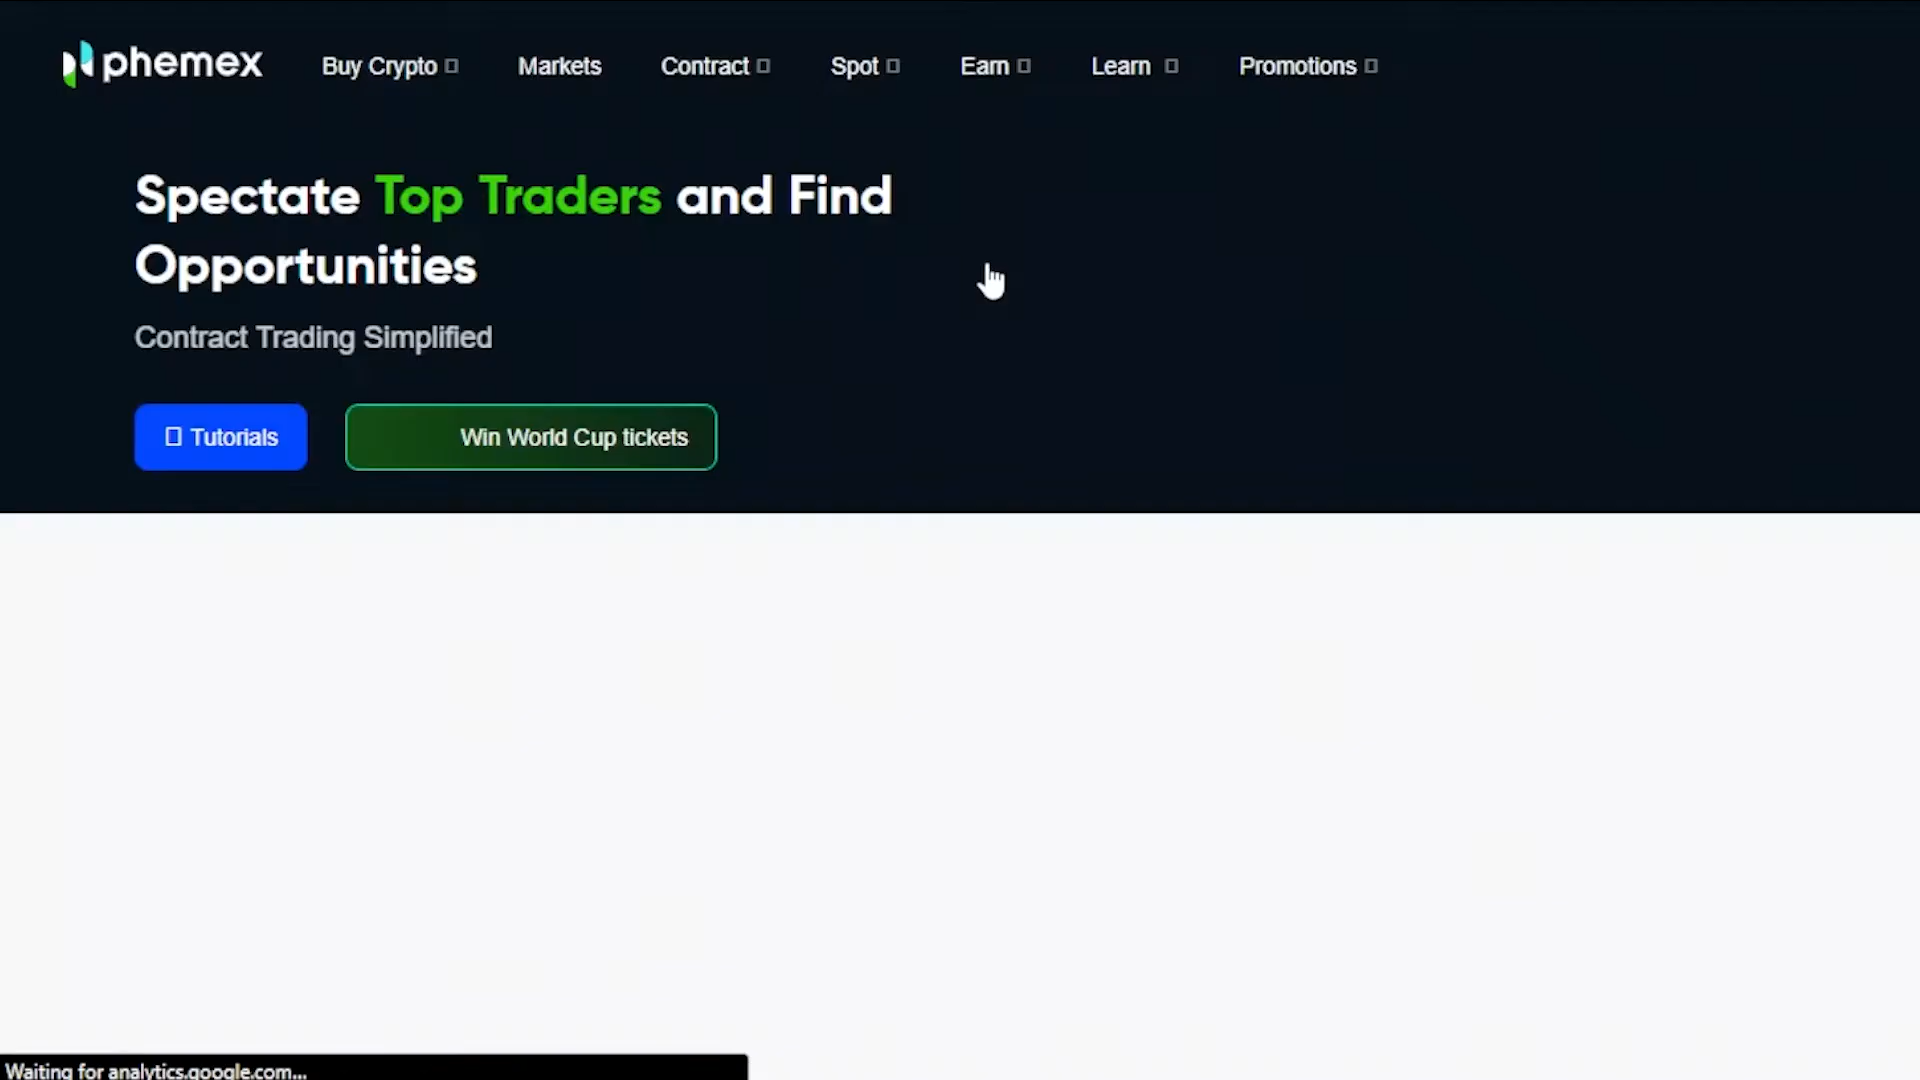 phemex
Buy Crypto
Markets
Contract
Spot
Earn
Learn
Promotions
Spectate Top Traders and Find
Opportunities
Contract Trading Simplified
Tutorials
Win World Cup tickets
Waiting for analytics.google.com...